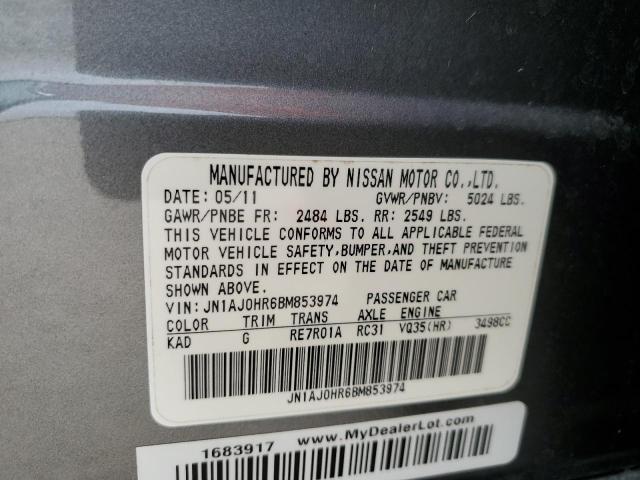 MANUFACTURED BY NISSAN MOTOR CO.,LTD.
DATE: 05/11 GVWR/PNBV: 5024 LBS.
GAWR/PNBE FR: 2484 LBS. RR: 2549 LBS.
THIS VEHICLE CONFORMS TO ALL APPLICABLE FEDERAL
MOTOR VEHICLE SAFETY,BUMPER,AND THEFT PREVENTION
STANDARDS IN EFFECT ON THE DATE OF MANUFACTURE
SHOWN ABOVE.
VIN: JN1AJ0HR6BM853974 PASSENGER CAR
COLOR TRIM TRANS AXLE ENGINE
KAD G RE7R01A RC31 VQ35(HR) 3498CC
JN1AJ0HR6BM853974
1683917 www.MyDealerLot.com